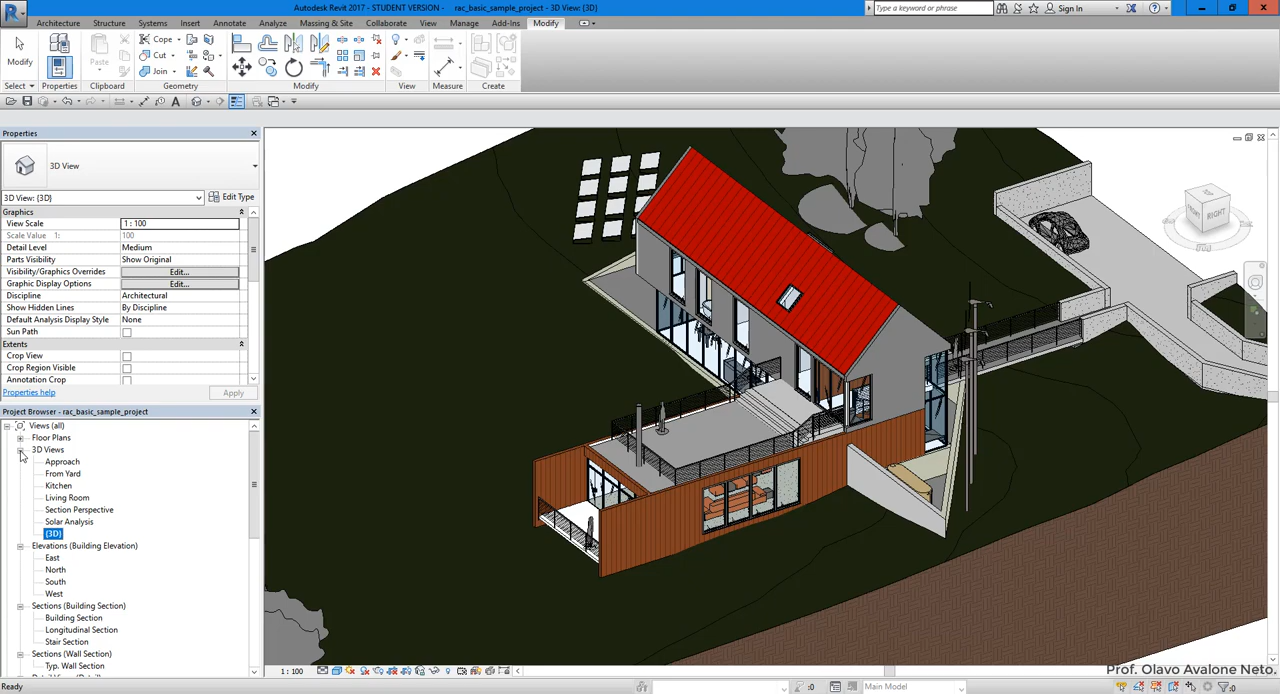 Autodesk Revit 2017 - STUDENT VERSION - rac_basic_sample_project - 3D View: {3D}
Type a keyword or phrase
Sign In
Architecture Structure Systems Insert Annotate Analyze Massing & Site Collaborate View Manage Add-Ins Modify
Modify
Paste
Cope
Cut
Join
Select Properties Clipboard Geometry Modify View Measure Create
Properties
3D View
3D View: {3D}
Edit Type
Graphics
View Scale 1 : 100
Scale Value 1: 100
Detail Level Medium
Parts Visibility Show Original
Visibility/Graphics Overrides Edit...
Graphic Display Options Edit...
Discipline Architectural
Show Hidden Lines By Discipline
Default Analysis Display Style None
Sun Path
Extents
Crop View
Crop Region Visible
Annotation Crop
Properties help
Apply
Project Browser - rac_basic_sample_project
Views (all)
Floor Plans
3D Views
Approach
From Yard
Kitchen
Living Room
Section Perspective
Solar Analysis
{3D}
Elevations (Building Elevation)
East
North
South
West
Sections (Building Section)
Building Section
Longitudinal Section
Stair Section
Sections (Wall Section)
Typ. Wall Section
FRONT
RIGHT
1 : 100
Prof. Olavo Avalone Neto.
Ready
:0
Main Model
:0